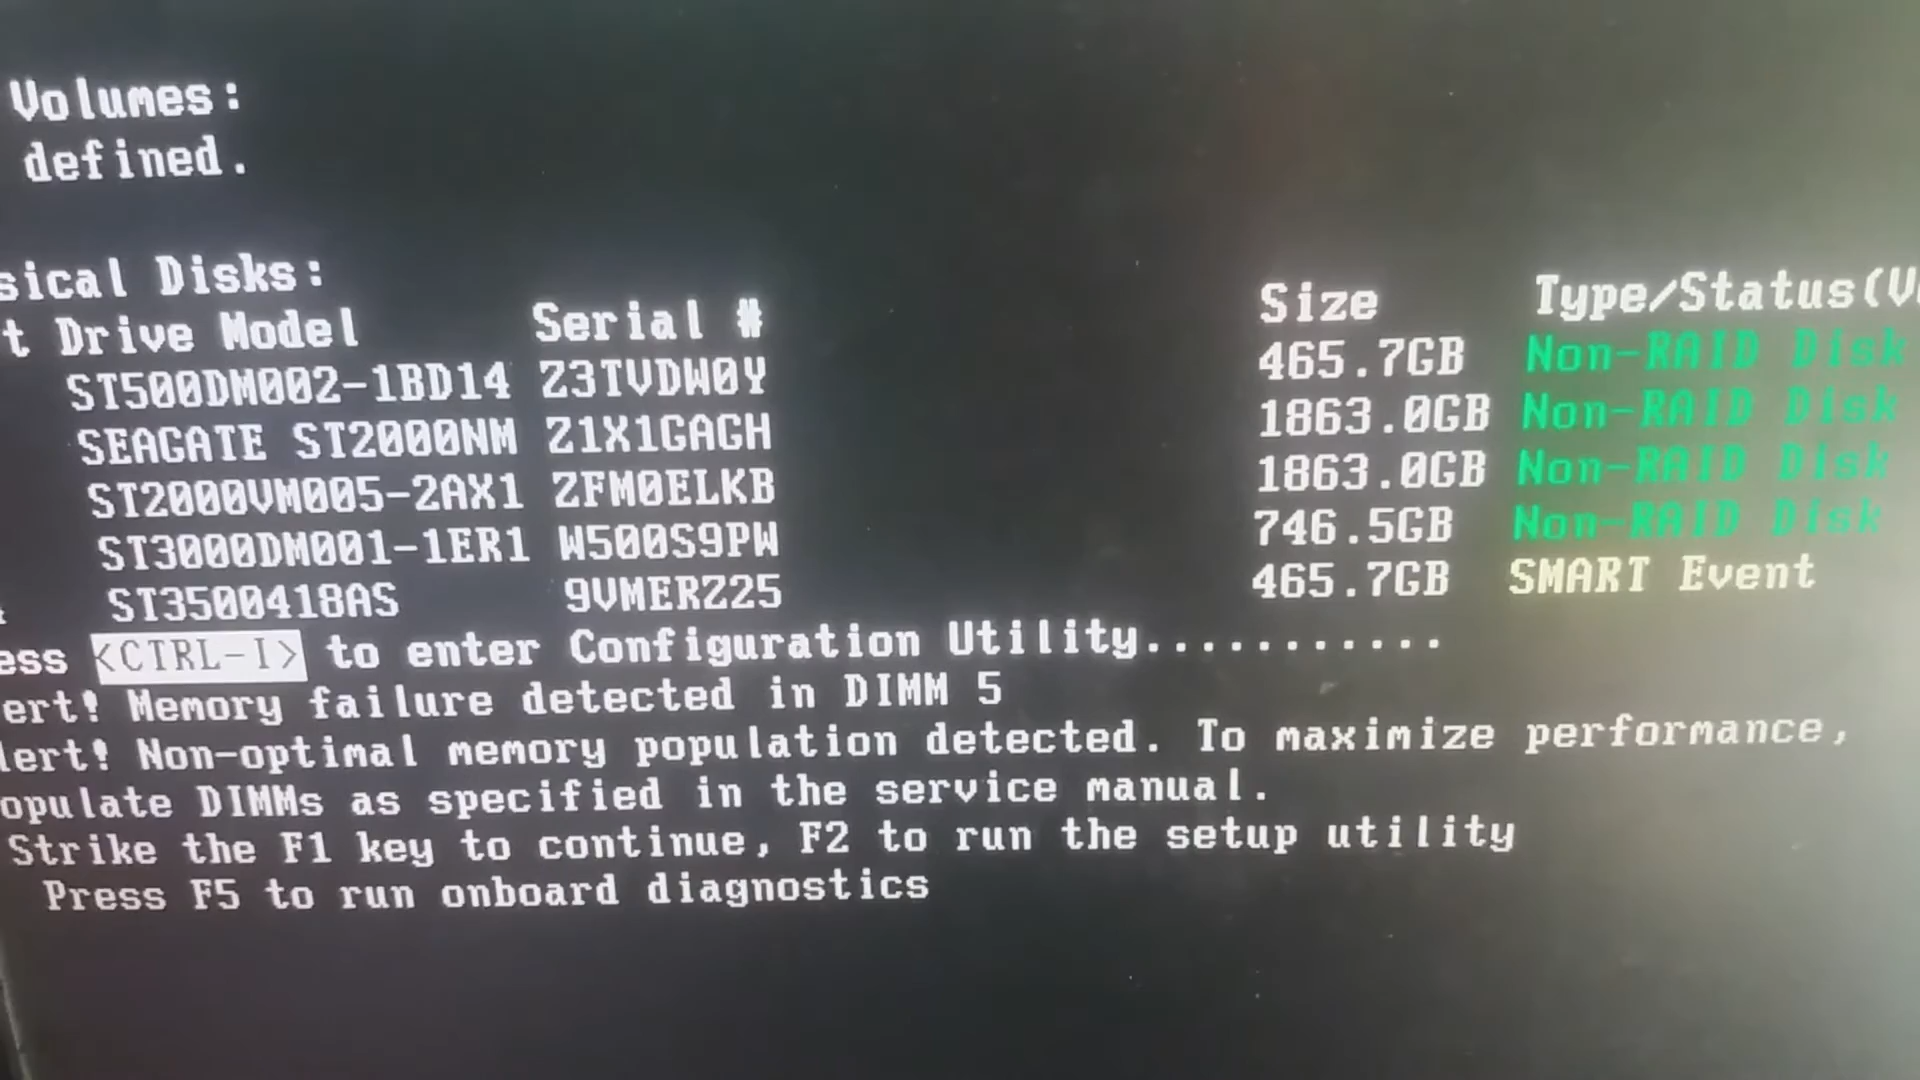 Volumes:
defined.
sical Disks:
t Drive Model Serial # Size Type/Status(V
ST500DM002-1BD14 Z3TVDW0Y 465.7GB Non-RAID Disk
SEAGATE ST2000NM Z1X1GAGH 1863.0GB Non-RAID Disk
ST2000VM005-2AX1 ZFM0ELKB 1863.0GB Non-RAID Disk
ST3000DM001-1ER1 W500S9PW 746.5GB Non-RAID Disk
ST3500418AS 9VMERZ25 465.7GB SMART Event
ess <CTRL-I> to enter Configuration Utility...........
ert! Memory failure detected in DIMM 5
lert! Non-optimal memory population detected. To maximize performance,
opulate DIMMs as specified in the service manual.
Strike the F1 key to continue, F2 to run the setup utility
Press F5 to run onboard diagnostics